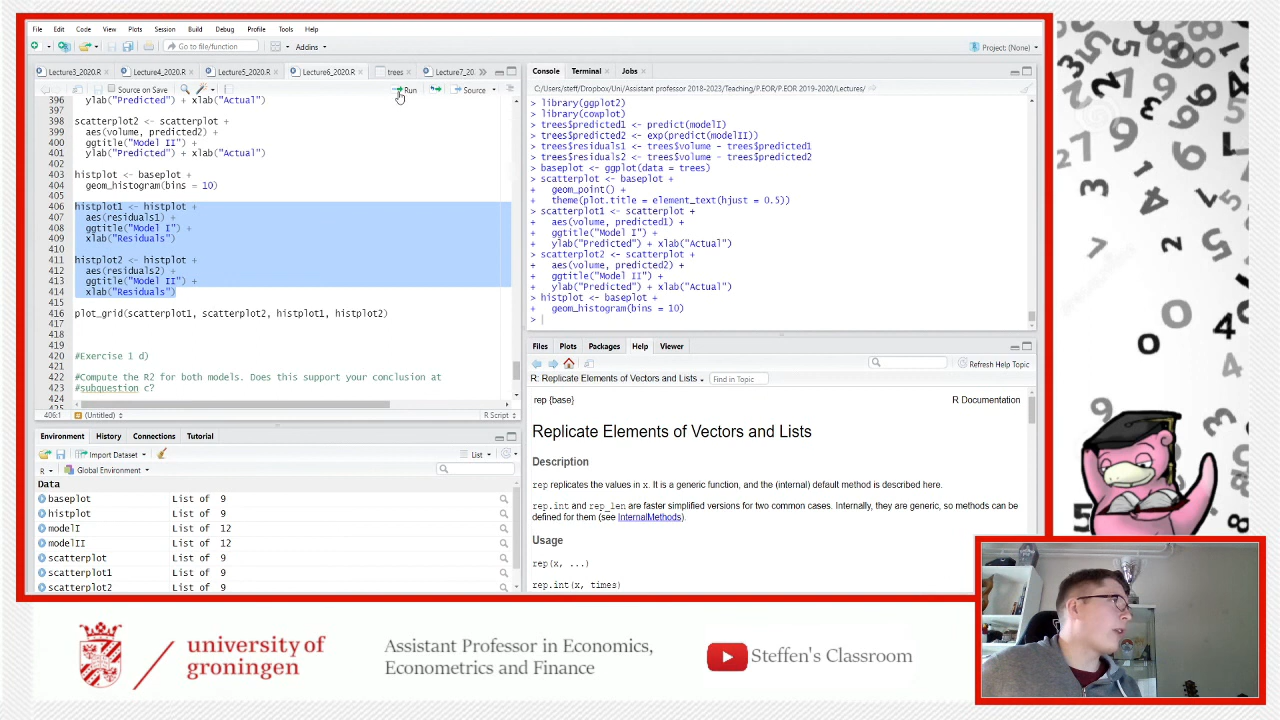 File Edit Code View Plots Session Build Debug Profile Tools Help
Go to file/function Addins Project: (None)
Lecture3_2020.R Lecture4_2020.R Lecture5_2020.R trees Lecture7_20
Source on Save Run Source
396 ylab("Predicted") + xlab("Actual")
397
398 scatterplot2 <- scatterplot +
399 aes(volume, predicted2) +
400 ggtitle("Model II") +
401 ylab("Predicted") + xlab("Actual")
402
403 histplot <- baseplot +
404 geom_histogram(bins = 10)
405
406 histplot1 <- histplot +
407 aes(residuals1) +
408 ggtitle("Model I") +
409 xlab("Residuals")
410
411 histplot2 <- histplot +
412 aes(residuals2) +
413 ggtitle("Model II") +
414 xlab("Residuals")
415
416 plot_grid(scatterplot1, scatterplot2, histplot1, histplot2)
417
418
419
420 #Exercise 1 d)
421
422 #Compute the R2 for both models. Does this support your conclusion at
423 #subquestion c?
406:1 (Untitled) R Script
Environment History Connections Tutorial
Import Dataset List
R Global Environment
Data
baseplot List of 9
histplot List of 9
modelI List of 12
modelII List of 12
scatterplot List of 9
scatterplot1 List of 9
scatterplot2 List of 9
Console Terminal Jobs
C:/Users/steff/Dropbox/Uni/Assistant professor 2018-2023/Teaching/P.EOR/P.EOR 2019-2020/Lectures/
> library(ggplot2)
> library(cowplot)
> trees$predicted1 <- predict(modelI)
> trees$predicted2 <- exp(predict(modelII))
> trees$residuals1 <- trees$volume - trees$predicted1
> trees$residuals2 <- trees$volume - trees$predicted2
> baseplot <- ggplot(data = trees)
> scatterplot <- baseplot +
+ geom_point() +
+ theme(plot.title = element_text(hjust = 0.5))
> scatterplot1 <- scatterplot +
+ aes(volume, predicted1) +
+ ggtitle("Model I") +
+ ylab("Predicted") + xlab("Actual")
> scatterplot2 <- scatterplot +
+ aes(volume, predicted2) +
+ ggtitle("Model II") +
+ ylab("Predicted") + xlab("Actual")
> histplot <- baseplot +
+ geom_histogram(bins = 10)
>
Files Plots Packages Help Viewer
Refresh Help Topic
R: Replicate Elements of Vectors and Lists Find in Topic
rep {base} R Documentation
Replicate Elements of Vectors and Lists
Description
rep replicates the values in x. It is a generic function, and the (internal) default method is described here.
rep.int and rep_len are faster simplified versions for two common cases. Internally, they are generic, so methods can be
defined for them (see InternalMethods).
Usage
rep(x, ...)
rep.int(x, times)
university of
groningen
Assistant Professor in Economics,
Econometrics and Finance
Steffen's Classroom